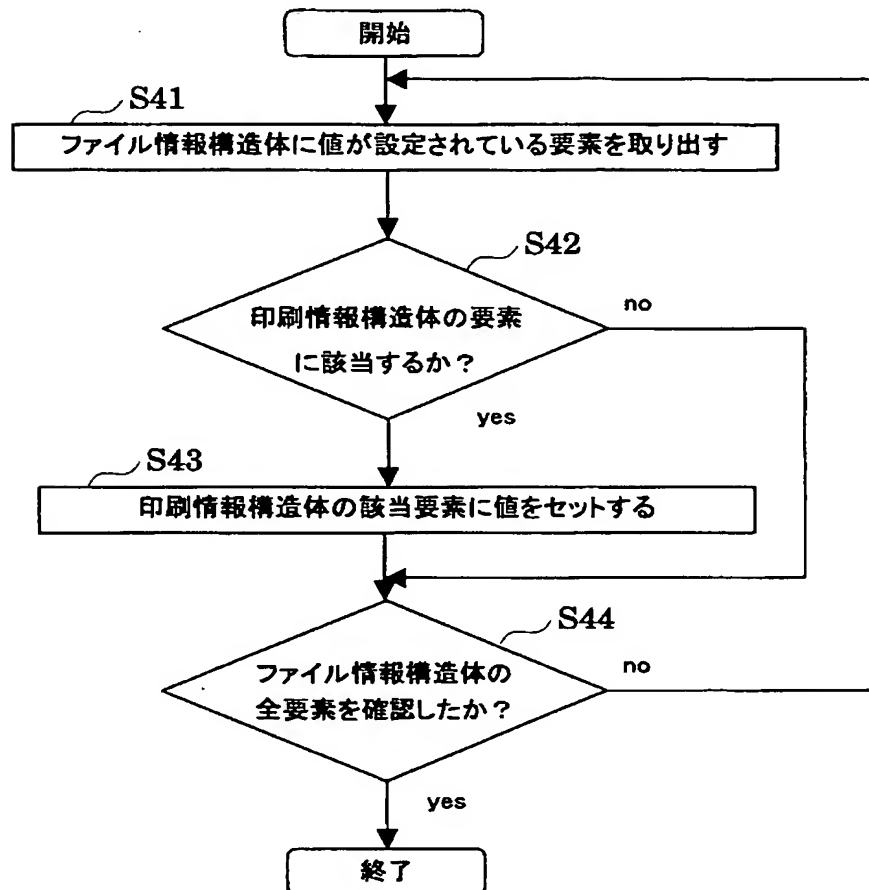 開始
S41
ファイル情報構造体に値が設定されている要素を取り出す
S42
印刷情報構造体の要素
に該当するか？
no
yes
S43
印刷情報構造体の該当要素に値をセットする
S44
ファイル情報構造体の
全要素を確認したか？
no
yes
終了